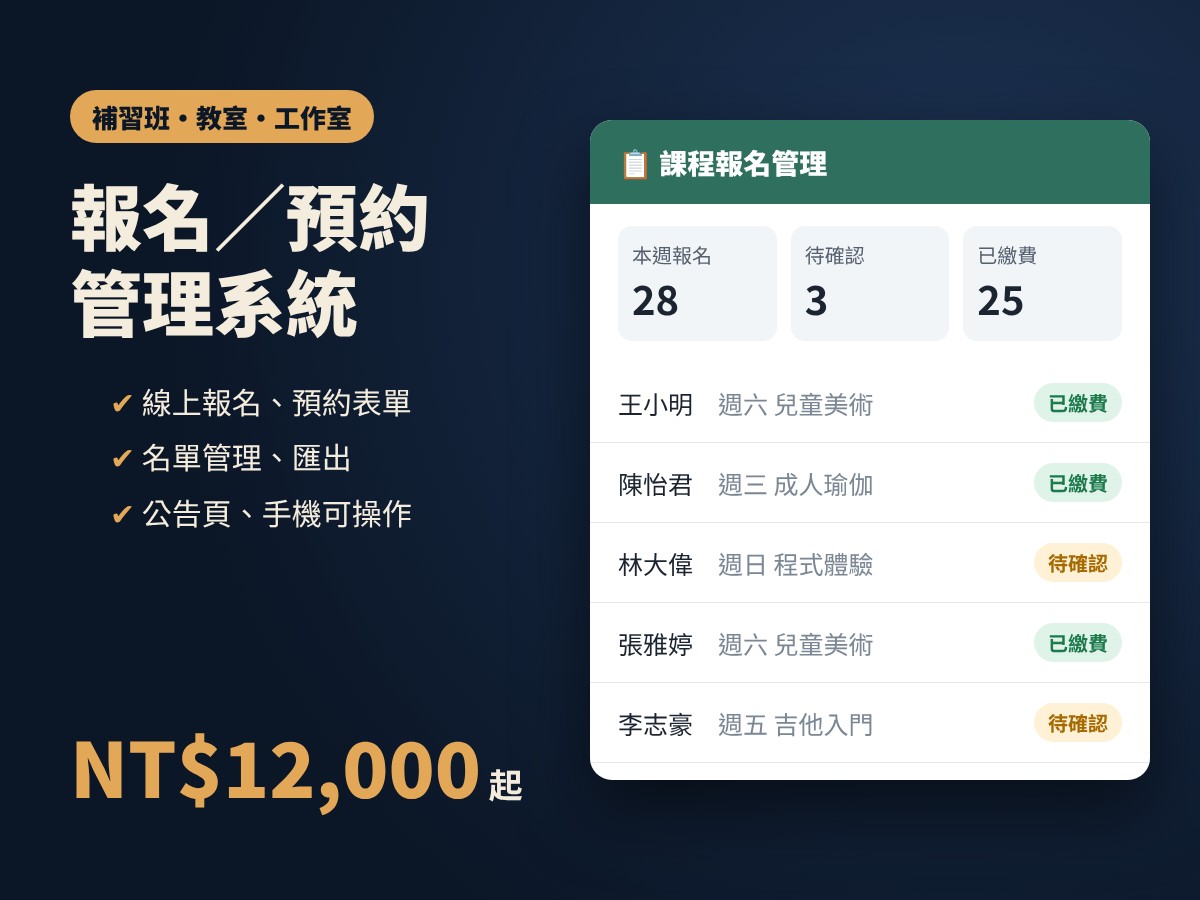 補習班・教室・工作室
報名／預約
管理系統
✔ 線上報名、預約表單
✔ 名單管理、匯出
✔ 公告頁、手機可操作
NT$12,000 起
📋 課程報名管理
本週報名 待確認 已繳費
28 3 25
王小明 週六 兒童美術 已繳費
陳怡君 週三 成人瑜伽 已繳費
林大偉 週日 程式體驗 待確認
張雅婷 週六 兒童美術 已繳費
李志豪 週五 吉他入門 待確認